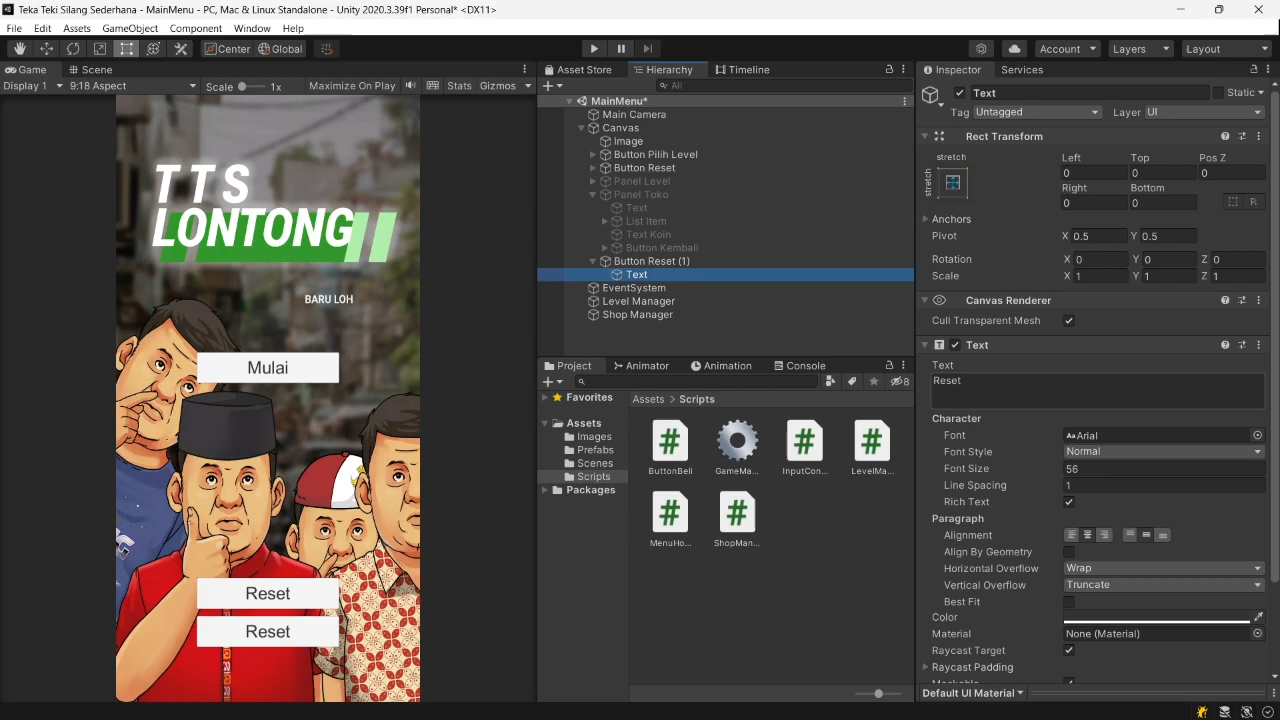 Teka Teki Silang Sederhana - MainMenu - PC, Mac & Linux Standalone - Unity 2020.3.39f1 Personal* <DX11>
File Edit Assets GameObject Component Window Help
Center Global Account Layers Layout
Game Scene
Display 1 9:18 Aspect Scale 1x Maximize On Play Stats Gizmos
TTS
LONTONG
BARU LOH
Mulai
Reset
Reset
Asset Store Hierarchy Timeline
All
MainMenu*
Main Camera
Canvas
Image
Button Pilih Level
Button Reset
Panel Level
Panel Toko
Text
List Item
Text Koin
Button Kembali
Button Reset (1)
Text
EventSystem
Level Manager
Shop Manager
Project Animator Animation Console
8
Favorites
Assets
Images
Prefabs
Scenes
Scripts
Packages
Assets > Scripts
ButtonBeli GameMa... InputCon... LevelMa...
MenuHo... ShopMan...
Inspector Services
Text Static
Tag Untagged Layer UI
Rect Transform
stretch
stretch
Left Top Pos Z
0 0 0
Right Bottom
0 0 R
Anchors
Pivot X 0.5 Y 0.5
Rotation X 0 Y 0 Z 0
Scale X 1 Y 1 Z 1
Canvas Renderer
Cull Transparent Mesh
Text
Text
Reset
Character
Font Arial
Font Style Normal
Font Size 56
Line Spacing 1
Rich Text
Paragraph
Alignment
Align By Geometry
Horizontal Overflow Wrap
Vertical Overflow Truncate
Best Fit
Color
Material None (Material)
Raycast Target
Raycast Padding
Default UI Material